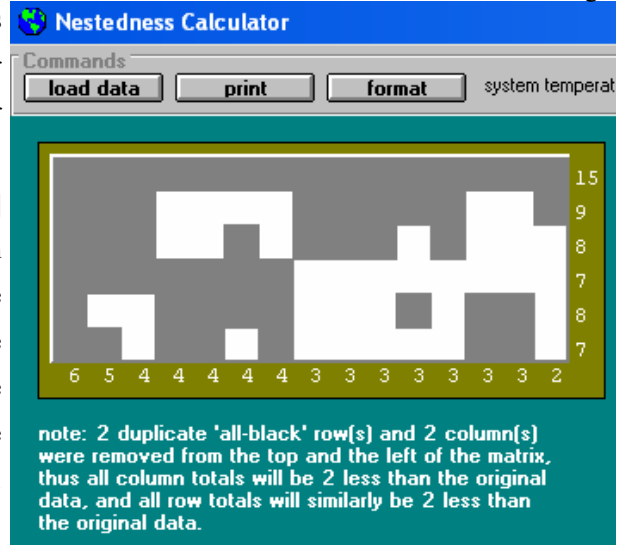 Nestedness Calculator
Commands
load data print format system temperat
15
9
8
7
8
7
6 5 4 4 4 4 4 3 3 3 3 3 3 3 2
note: 2 duplicate 'all-black' row(s) and 2 column(s)
were removed from the top and the left of the matrix,
thus all column totals will be 2 less than the original
data, and all row totals will similarly be 2 less than
the original data.